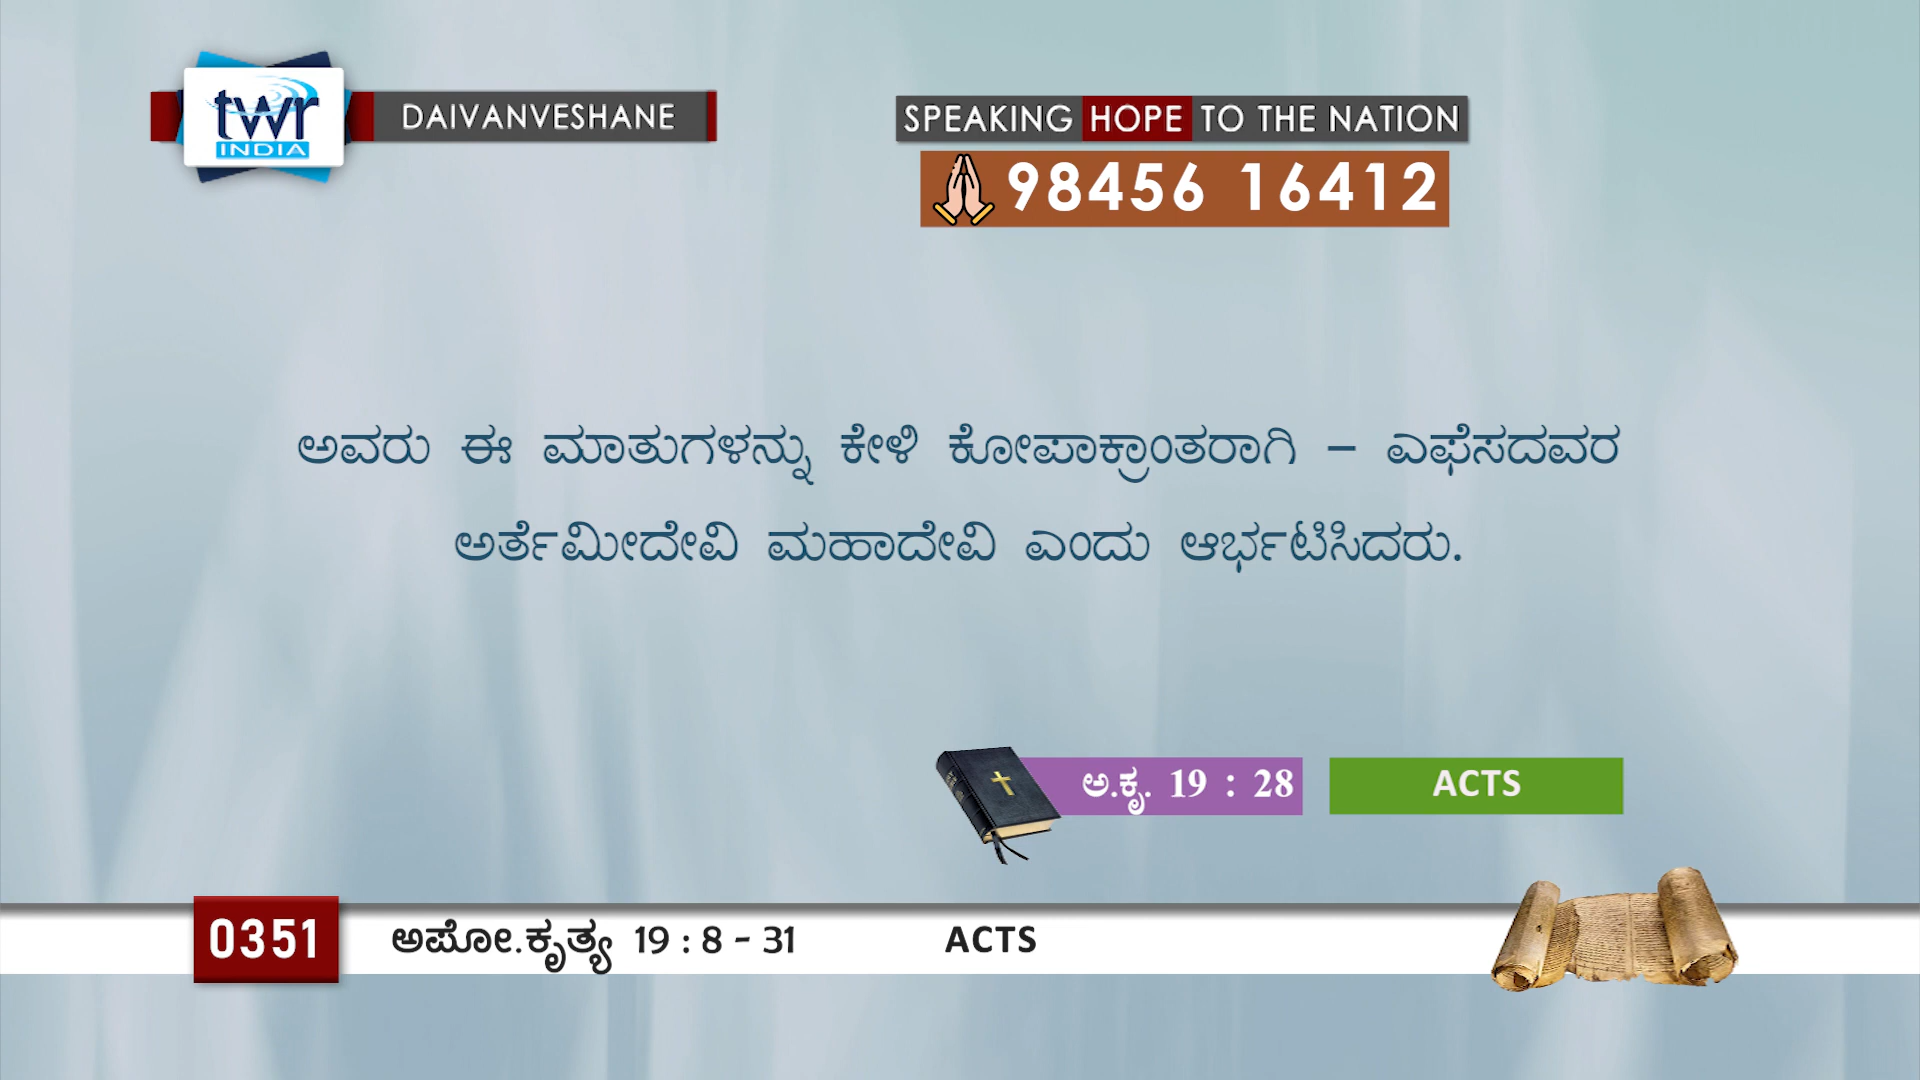 twr
INDIA
DAIVANVESHANE
SPEAKING HOPE TO THE NATION
98456 16412
ಅವರು ಈ ಮಾತುಗಳನ್ನು ಕೇಳಿ ಕೋಪಾಕ್ರಾಂತರಾಗಿ – ಎಫೆಸದವರ
ಅರ್ತೆಮೀದೇವಿ ಮಹಾದೇವಿ ಎಂದು ಆರ್ಭಟಿಸಿದರು.
ಅ.ಕೃ. 19 : 28
ACTS
0351
ಅಪೋ.ಕೃತ್ಯ 19 : 8 - 31
ACTS